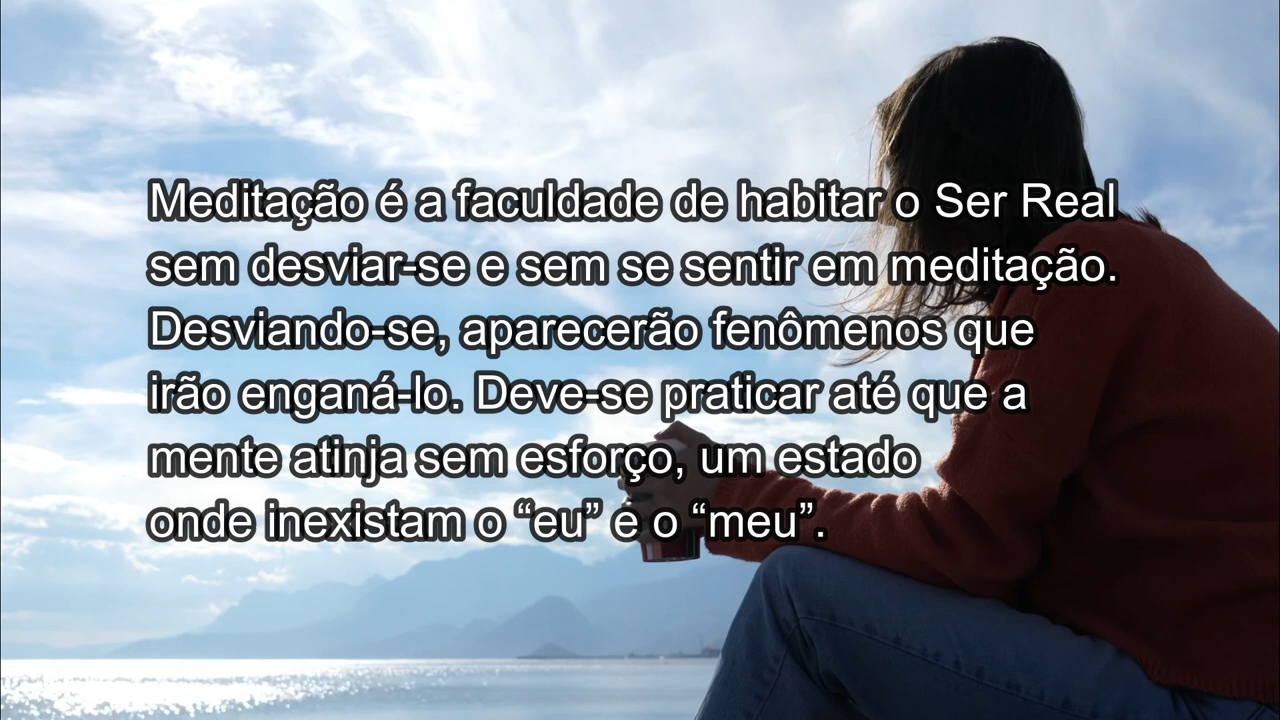 Meditação é a faculdade de habitar o Ser Real
sem desviar-se e sem se sentir em meditação.
Desviando-se, aparecerão fenômenos que
irão enganá-lo. Deve-se praticar até que a
mente atinja sem esforço, um estado
onde inexistam o “eu” e o “meu”.